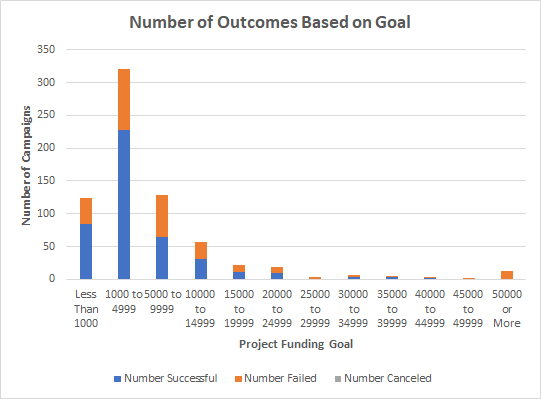 Number of Outcomes Based on Goal
350
300
250
200
150
100
50
0
Number of Campaigns
Less Than 1000
1000 to 4999
5000 to 9999
10000 to 14999
15000 to 19999
20000 to 24999
25000 to 29999
30000 to 34999
35000 to 39999
40000 to 44999
45000 to 49999
50000 or More
Project Funding Goal
Number Successful
Number Failed
Number Canceled